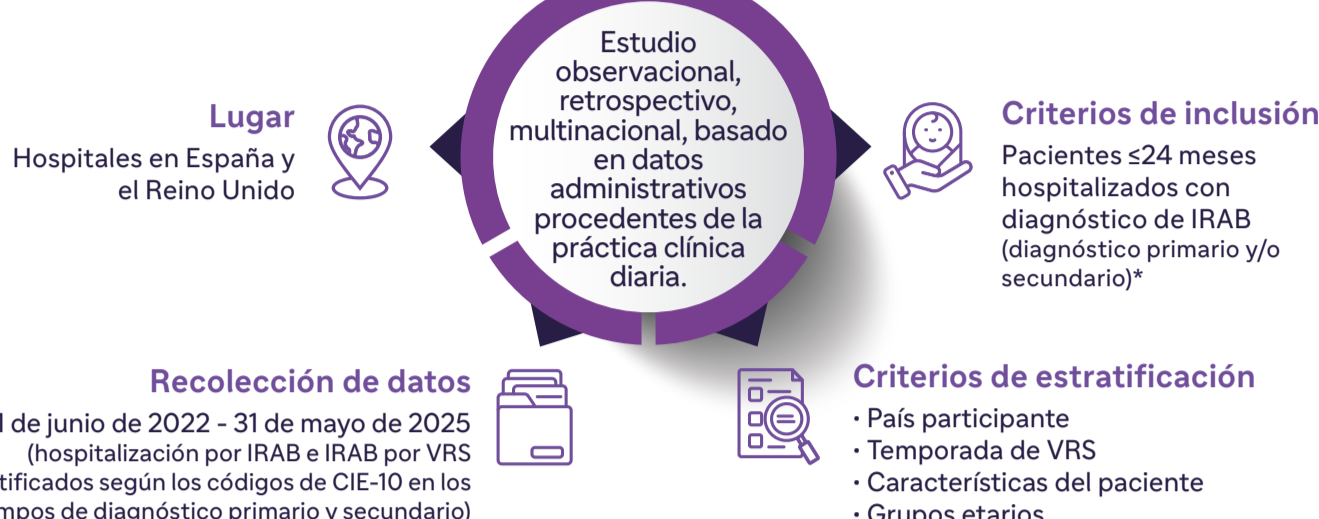 Estudio
observacional,
retrospectivo,
multinacional, basado
en datos
administrativos
procedentes de la
práctica clínica
diaria.
Lugar
Hospitales en España y
el Reino Unido
Criterios de inclusión
Pacientes ≤24 meses
hospitalizados con
diagnóstico de IRAB
(diagnóstico primario y/o
secundario)*
Recolección de datos
1 de junio de 2022 - 31 de mayo de 2025
(hospitalización por IRAB e IRAB por VRS
tificados según los códigos de CIE-10 en los
mpos de diagnóstico primario y secundario)
Criterios de estratificación
• País participante
• Temporada de VRS
• Características del paciente
• Grupos etarios